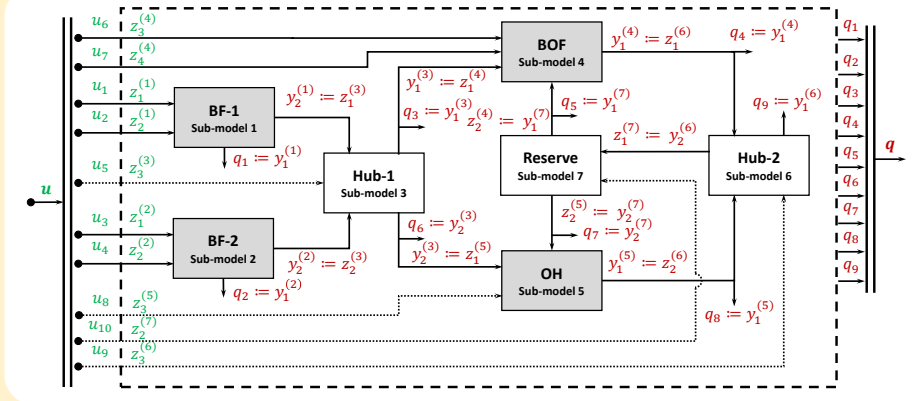 u₆ z₃⁽⁴⁾
u₇ z₄⁽⁴⁾
u₁ z₁⁽¹⁾
u₂ z₂⁽¹⁾
u₅ z₃⁽³⁾
u
u₃ z₁⁽²⁾
u₄ z₂⁽²⁾
u₈ z₃⁽⁵⁾
u₁₀ z₂⁽⁷⁾
u₉ z₃⁽⁶⁾
BF-1
Sub-model 1
y₂⁽¹⁾ := z₁⁽³⁾
q₁ := y₁⁽¹⁾
BF-2
Sub-model 2
y₂⁽²⁾ := z₂⁽³⁾
q₂ := y₁⁽²⁾
Hub-1
Sub-model 3
y₁⁽³⁾ := z₁⁽⁴⁾
q₃ := y₁⁽³⁾
q₆ := y₂⁽³⁾
y₂⁽³⁾ := z₁⁽⁵⁾
BOF
Sub-model 4
y₁⁽⁴⁾ := z₁⁽⁶⁾
q₄ := y₁⁽⁴⁾
q₅ := y₁⁽⁷⁾
z₂⁽⁴⁾ := y₁⁽⁷⁾
Reserve
Sub-model 7
z₁⁽⁷⁾ := y₂⁽⁶⁾
z₂⁽⁵⁾ := y₂⁽⁷⁾
q₇ := y₂⁽⁷⁾
OH
Sub-model 5
y₁⁽⁵⁾ := z₂⁽⁶⁾
q₈ := y₁⁽⁵⁾
q₉ := y₁⁽⁶⁾
Hub-2
Sub-model 6
q₁
q₂
q₃
q₄
q₅
q₆
q₇
q₈
q₉
q